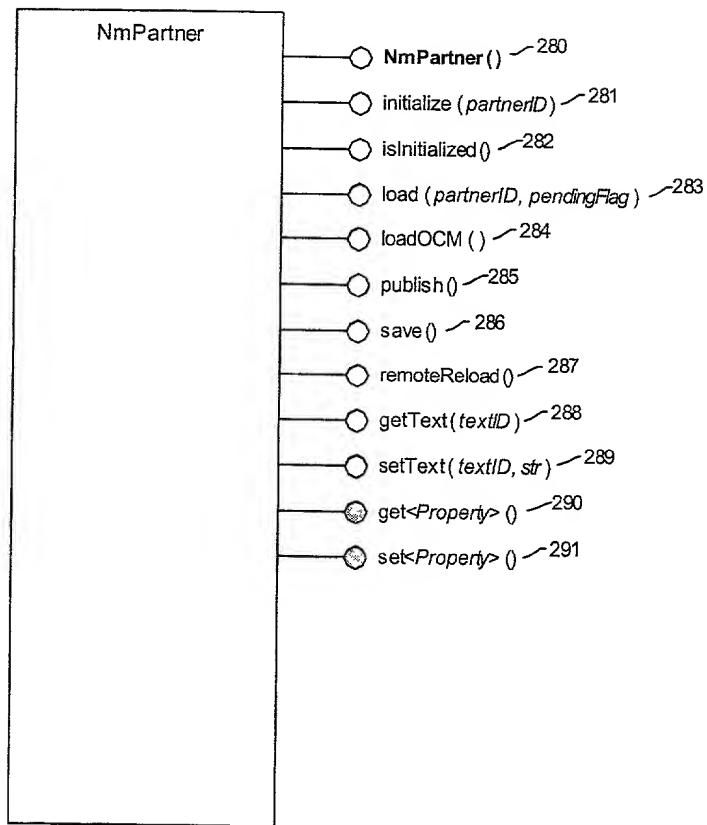 NmPartner
NmPartner() 280
initialize (partnerID) 281
isInitialized() 282
load (partnerID, pendingFlag) 283
loadOCM () 284
publish() 285
save() 286
remoteReload() 287
getText(textID) 288
setText(textID, str) 289
get<Property> () 290
set<Property> () 291